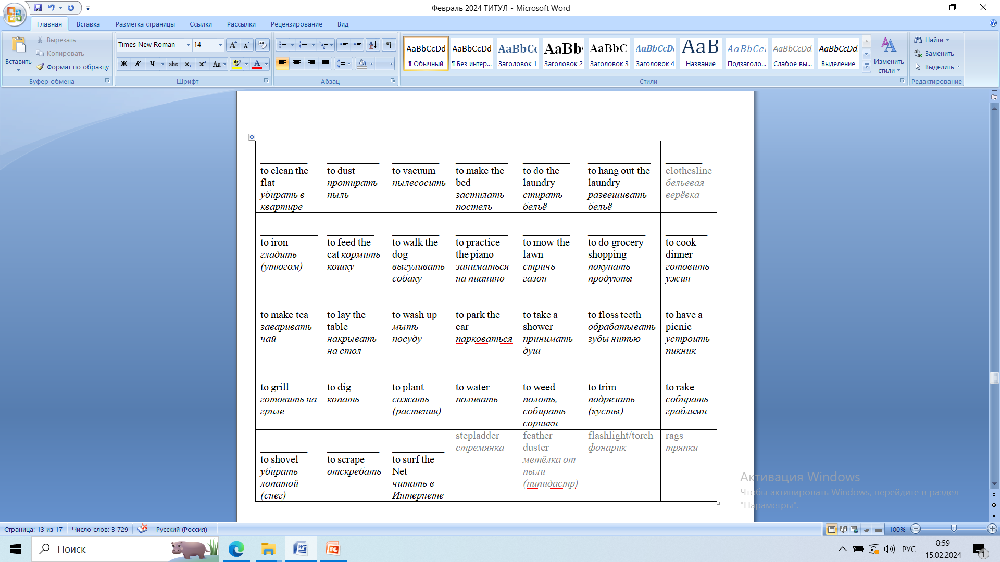 Февраль 2024 ТИТУЛ - Microsoft Word
Главная Вставка Разметка страницы Ссылки Рассылки Рецензирование Вид
Вставить
Вырезать
Копировать
Формат по образцу
Буфер обмена
Times New Roman 14
Ж К Ч abc x₂ x² Aa
Шрифт
Абзац
AaBbCcDd AaBbCcDd AaBbCc AaBb AaBbC AaBbCcD AaB AaBbCcI AaBbCcDd AaBbCcDd
¶ Обычный ¶ Без интер... Заголовок 1 Заголовок 2 Заголовок 3 Заголовок 4 Название Подзаголо... Слабое вы... Выделение
Изменить
стили
Стили
Найти
Заменить
Выделить
Редактирование
to clean the
flat
убирать в
квартире
to dust
протирать
пыль
to vacuum
пылесосить
to make the
bed
застилать
постель
to do the
laundry
стирать
бельё
to hang out the
laundry
развешивать
бельё
clothesline
бельевая
верёвка
to iron
гладить
(утюгом)
to feed the
cat кормить
кошку
to walk the
dog
выгуливать
собаку
to practice
the piano
заниматься
на пианино
to mow the
lawn
стричь
газон
to do grocery
shopping
покупать
продукты
to cook
dinner
готовить
ужин
to make tea
заваривать
чай
to lay the
table
накрывать
на стол
to wash up
мыть
посуду
to park the
car
парковаться
to take a
shower
принимать
душ
to floss teeth
обрабатывать
зубы нитью
to have a
picnic
устроить
пикник
to grill
готовить на
гриле
to dig
копать
to plant
сажать
(растения)
to water
поливать
to weed
полоть,
собирать
сорняки
to trim
подрезать
(кусты)
to rake
собирать
граблями
to shovel
убирать
лопатой
(снег)
to scrape
отскребать
to surf the
Net
читать в
Интернете
stepladder
стремянка
feather
duster
метёлка от
пыли
(пипидастр)
flashlight/torch
фонарик
rags
тряпки
Активация Windows
Чтобы активировать Windows, перейдите в раздел
"Параметры".
Страница: 13 из 17 Число слов: 3 729 Русский (Россия) 100%
Поиск
РУС
8:59
15.02.2024
1